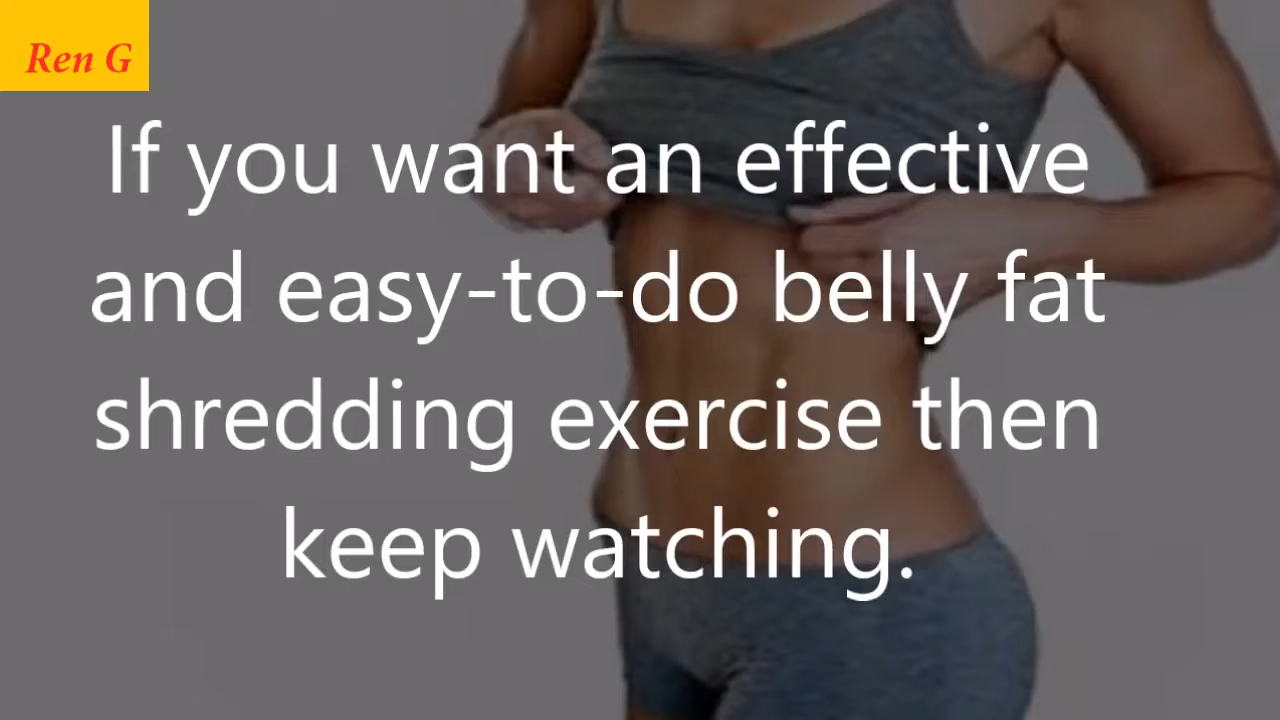 Ren G
If you want an effective
and easy-to-do belly fat
shredding exercise then
keep watching.